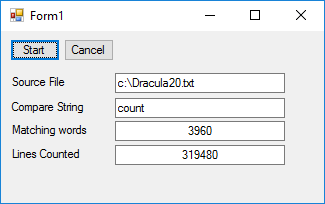 Form1
Start Cancel
Source File c:\Dracula20.txt
Compare String count
Matching words 3960
Lines Counted 319480